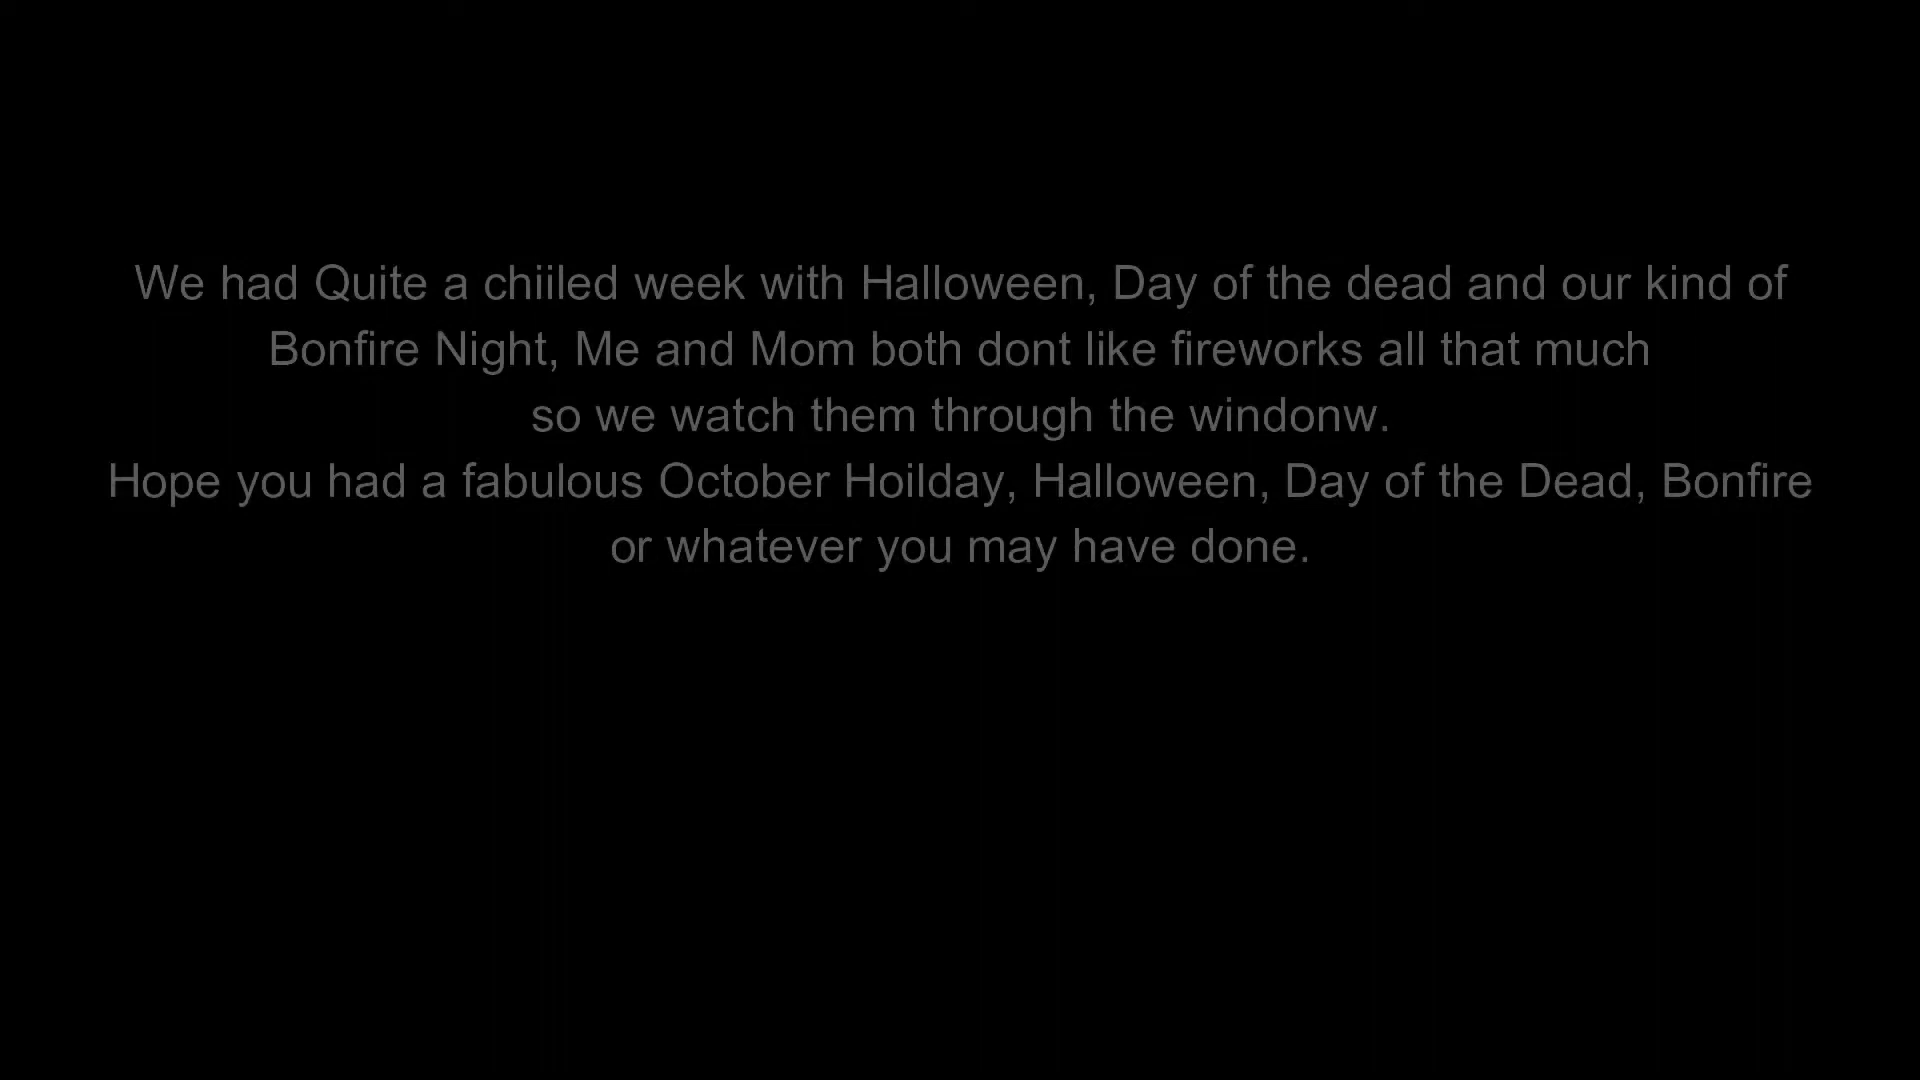 We had Quite a chiiled week with Halloween, Day of the dead and our kind of
Bonfire Night, Me and Mom both dont like fireworks all that much
so we watch them through the windonw.
Hope you had a fabulous October Hoilday, Halloween, Day of the Dead, Bonfire
or whatever you may have done.